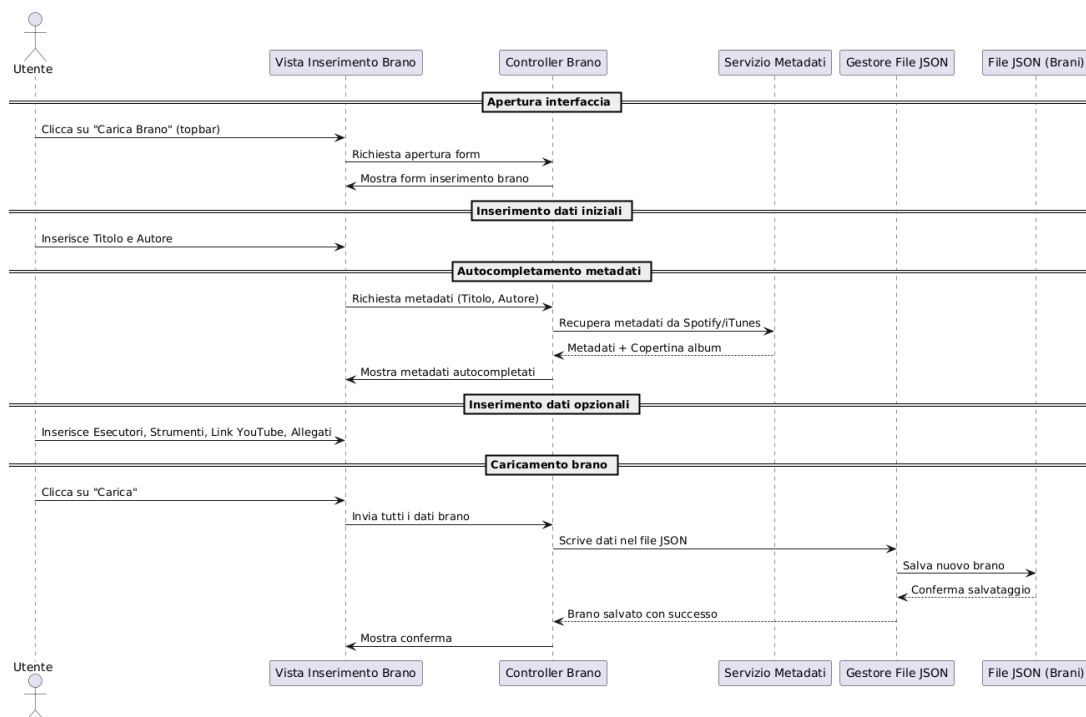 Utente
Vista Inserimento Brano
Controller Brano
Servizio Metadati
Gestore File JSON
File JSON (Brani)
Apertura interfaccia
Clicca su "Carica Brano" (topbar)
Richiesta apertura form
Mostra form inserimento brano
Inserimento dati iniziali
Inserisce Titolo e Autore
Autocompletamento metadati
Richiesta metadati (Titolo, Autore)
Recupera metadati da Spotify/iTunes
Metadati + Copertina album
Mostra metadati autocompletati
Inserimento dati opzionali
Inserisce Esecutori, Strumenti, Link YouTube, Allegati
Caricamento brano
Clicca su "Carica"
Invia tutti i dati brano
Scrive dati nel file JSON
Salva nuovo brano
Conferma salvataggio
Brano salvato con successo
Mostra conferma
Utente
Vista Inserimento Brano
Controller Brano
Servizio Metadati
Gestore File JSON
File JSON (Brani)